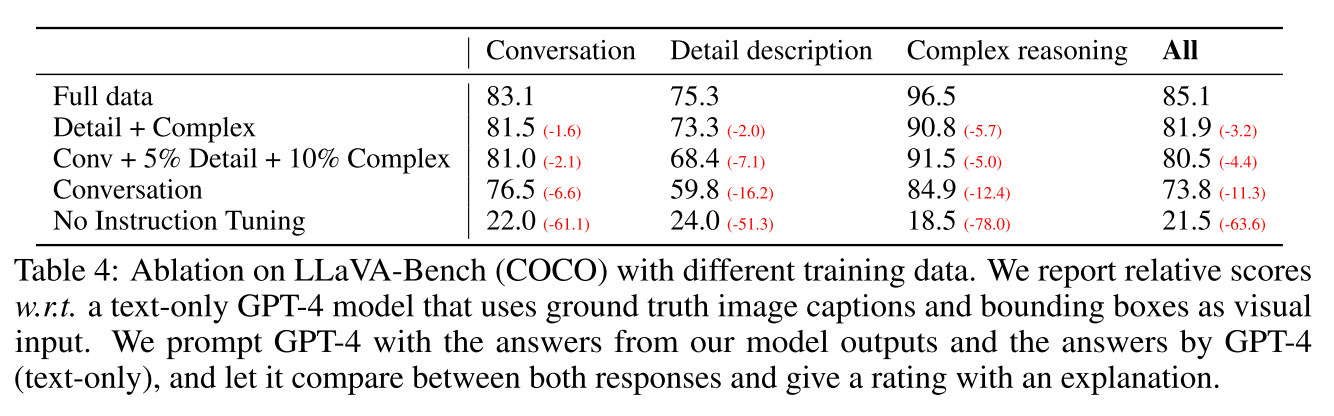 Conversation Detail description Complex reasoning All
Full data 83.1 75.3 96.5 85.1
Detail + Complex 81.5 (-1.6) 73.3 (-2.0) 90.8 (-5.7) 81.9 (-3.2)
Conv + 5% Detail + 10% Complex 81.0 (-2.1) 68.4 (-7.1) 91.5 (-5.0) 80.5 (-4.4)
Conversation 76.5 (-6.6) 59.8 (-16.2) 84.9 (-12.4) 73.8 (-11.3)
No Instruction Tuning 22.0 (-61.1) 24.0 (-51.3) 18.5 (-78.0) 21.5 (-63.6)
Table 4: Ablation on LLaVA-Bench (COCO) with different training data. We report relative scores
w.r.t. a text-only GPT-4 model that uses ground truth image captions and bounding boxes as visual
input. We prompt GPT-4 with the answers from our model outputs and the answers by GPT-4
(text-only), and let it compare between both responses and give a rating with an explanation.